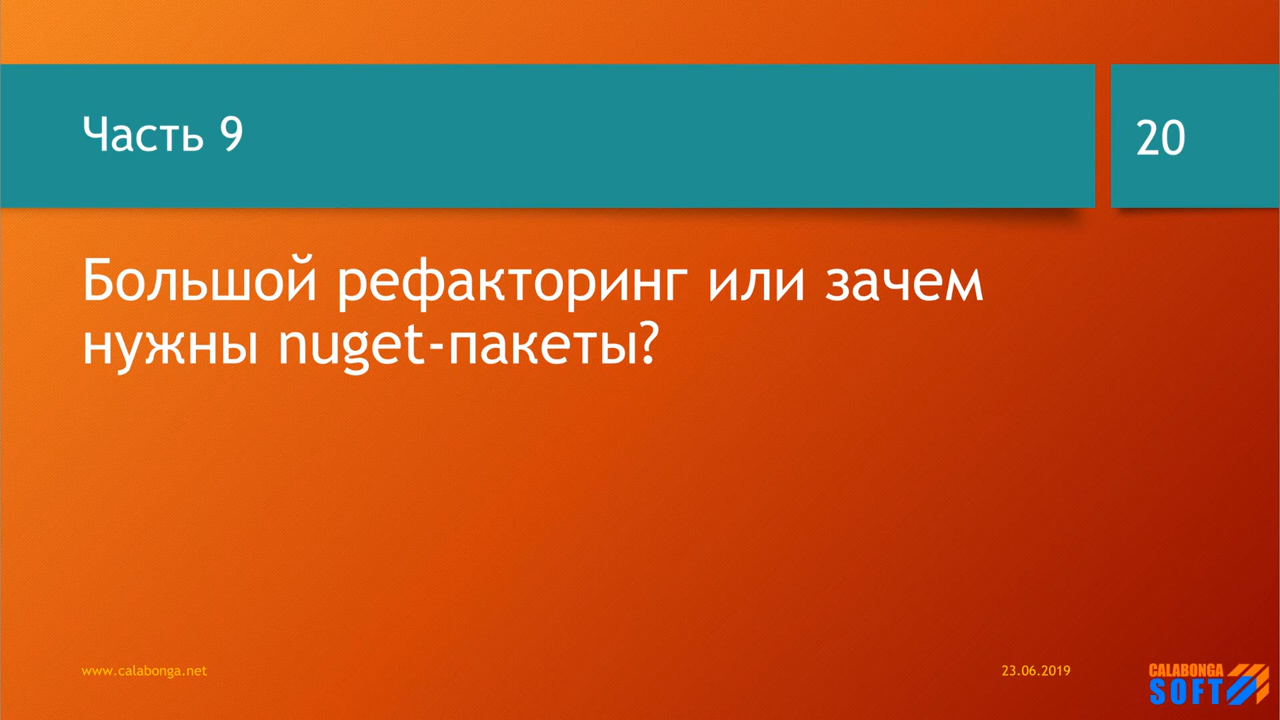 Часть 9
20
Большой рефакторинг или зачем
нужны nuget-пакеты?
www.calabonga.net
23.06.2019
CALABONGA
SOFT